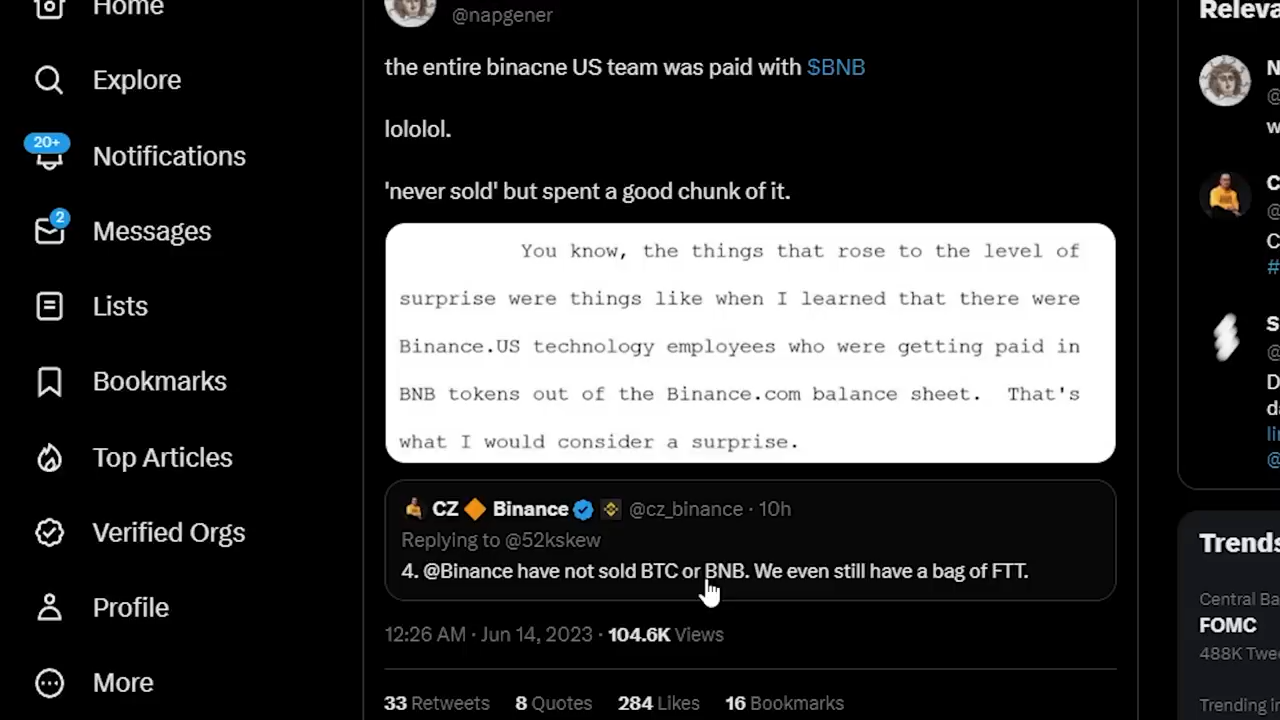 Home
Explore
20+
Notifications
2
Messages
Lists
Bookmarks
Top Articles
Verified Orgs
Profile
More
@napgener
the entire binacne US team was paid with $BNB
lololol.
'never sold' but spent a good chunk of it.
You know, the things that rose to the level of
surprise were things like when I learned that there were
Binance.US technology employees who were getting paid in
BNB tokens out of the Binance.com balance sheet. That's
what I would consider a surprise.
CZ 🔶 Binance @cz_binance · 10h
Replying to @52kskew
4. @Binance have not sold BTC or BNB. We even still have a bag of FTT.
12:26 AM · Jun 14, 2023 · 104.6K Views
33 Retweets 8 Quotes 284 Likes 16 Bookmarks
Releva
N
@
w
C
@
C
#
S
@
D
da
li
@
Trends
Central Ba
FOMC
488K Twee
Trending in